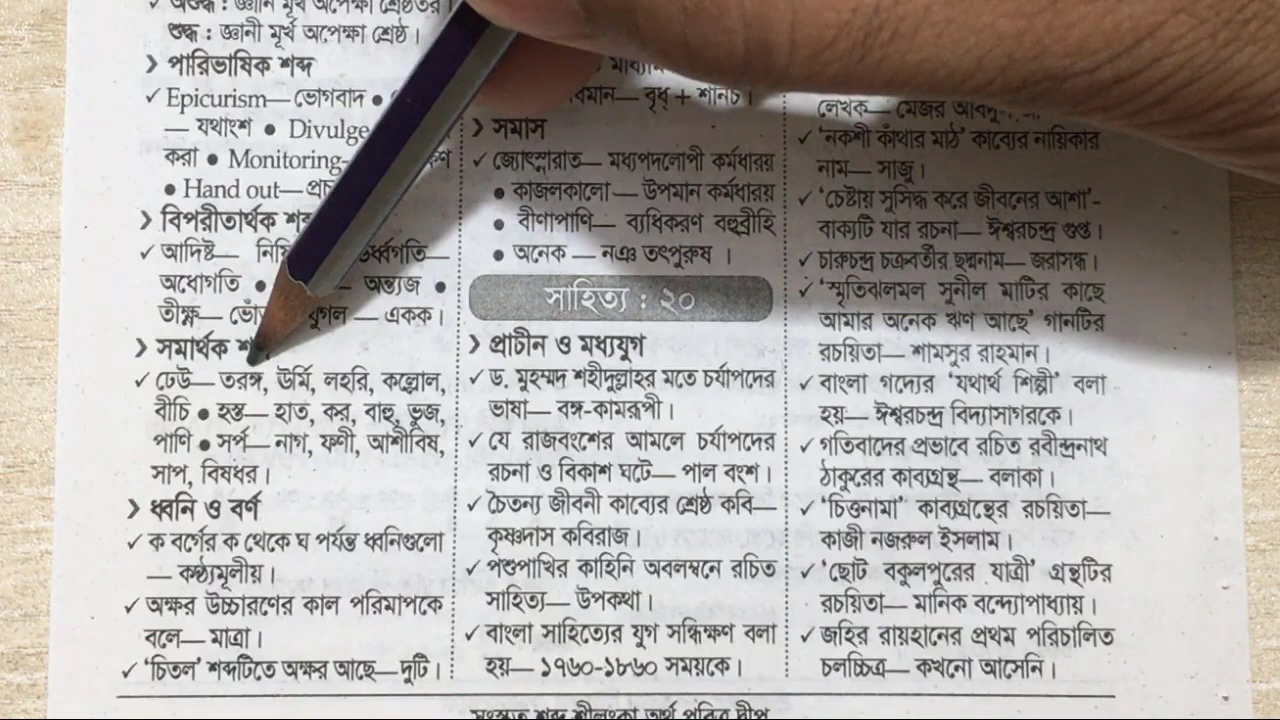 অশুদ্ধ : জ্ঞানি মূর্খ অপেক্ষা শ্রেষ্ঠতর।
শুদ্ধ : জ্ঞানী মূর্খ অপেক্ষা শ্রেষ্ঠ।
❯ পারিভাষিক শব্দ
✓ Epicurism—ভোগবাদ •
— যথাংশ • Divulge
করা • Monitoring-
• Hand out—
❯ বিপরীতার্থক
✓ আদিষ্ট—
অধোগতি • — অন্ত্যজ •
তীক্ষ্ণ— — একক।
❯ সমার্থক
✓ ঢেউ— তরঙ্গ, ঊর্মি, লহরি, কল্লোল,
বীচি • হস্ত— হাত, কর, বাহু, ভুজ,
পাণি • সর্প— নাগ, ফণী, আশীবিষ,
সাপ, বিষধর।
❯ ধ্বনি ও বর্ণ
✓ ক বর্গের ক থেকে ঘ পর্যন্ত ধ্বনিগুলো
— কণ্ঠ্যমূলীয়।
✓ অক্ষর উচ্চারণের কাল পরিমাপকে
বলে— মাত্রা।
✓ ‘চিতল’ শব্দটিতে অক্ষর আছে—দুটি।
— বৃধ্ + শানচ।
❯ সমাস
✓ জ্যোৎস্নারাত— মধ্যপদলোপী কর্মধারয়
• কাজলকালো— উপমান কর্মধারয়
• বীণাপাণি— ব্যধিকরণ বহুব্রীহি
• অনেক — নঞ তৎপুরুষ ।
সাহিত্য : ২০
❯ প্রাচীন ও মধ্যযুগ
✓ ড. মুহম্মদ শহীদুল্লাহর মতে চর্যাপদের
ভাষা— বঙ্গ-কামরূপী।
✓ যে রাজবংশের আমলে চর্যাপদের
রচনা ও বিকাশ ঘটে— পাল বংশ।
✓ চৈতন্য জীবনী কাব্যের শ্রেষ্ঠ কবি—
কৃষ্ণদাস কবিরাজ।
✓ পশুপাখির কাহিনি অবলম্বনে রচিত
সাহিত্য— উপকথা।
✓ বাংলা সাহিত্যের যুগ সন্ধিক্ষণ বলা
হয়— ১৭৬০-১৮৬০ সময়কে।
লেখক— মেজর
✓ ‘নকশী কাঁথার মাঠ’ কাব্যের নায়িকার
নাম— সাজু।
✓ ‘চেষ্টায় সুসিদ্ধ করে জীবনের আশা’-
বাক্যটি যার রচনা— ঈশ্বরচন্দ্র গুপ্ত।
✓ চারুচন্দ্র চক্রবর্তীর ছদ্মনাম— জরাসন্ধ।
✓ ‘স্মৃতিঝলমল সুনীল মাটির কাছে
আমার অনেক ঋণ আছে’ গানটির
রচয়িতা— শামসুর রাহমান।
✓ বাংলা গদ্যের ‘যথার্থ শিল্পী’ বলা
হয়— ঈশ্বরচন্দ্র বিদ্যাসাগরকে।
✓ গতিবাদের প্রভাবে রচিত রবীন্দ্রনাথ
ঠাকুরের কাব্যগ্রন্থ— বলাকা।
✓ ‘চিত্তনামা’ কাব্যগ্রন্থের রচয়িতা—
কাজী নজরুল ইসলাম।
✓ ‘ছোট বকুলপুরের যাত্রী’ গ্রন্থটির
রচয়িতা— মানিক বন্দ্যোপাধ্যায়।
✓ জহির রায়হানের প্রথম পরিচালিত
চলচ্চিত্র— কখনো আসেনি।